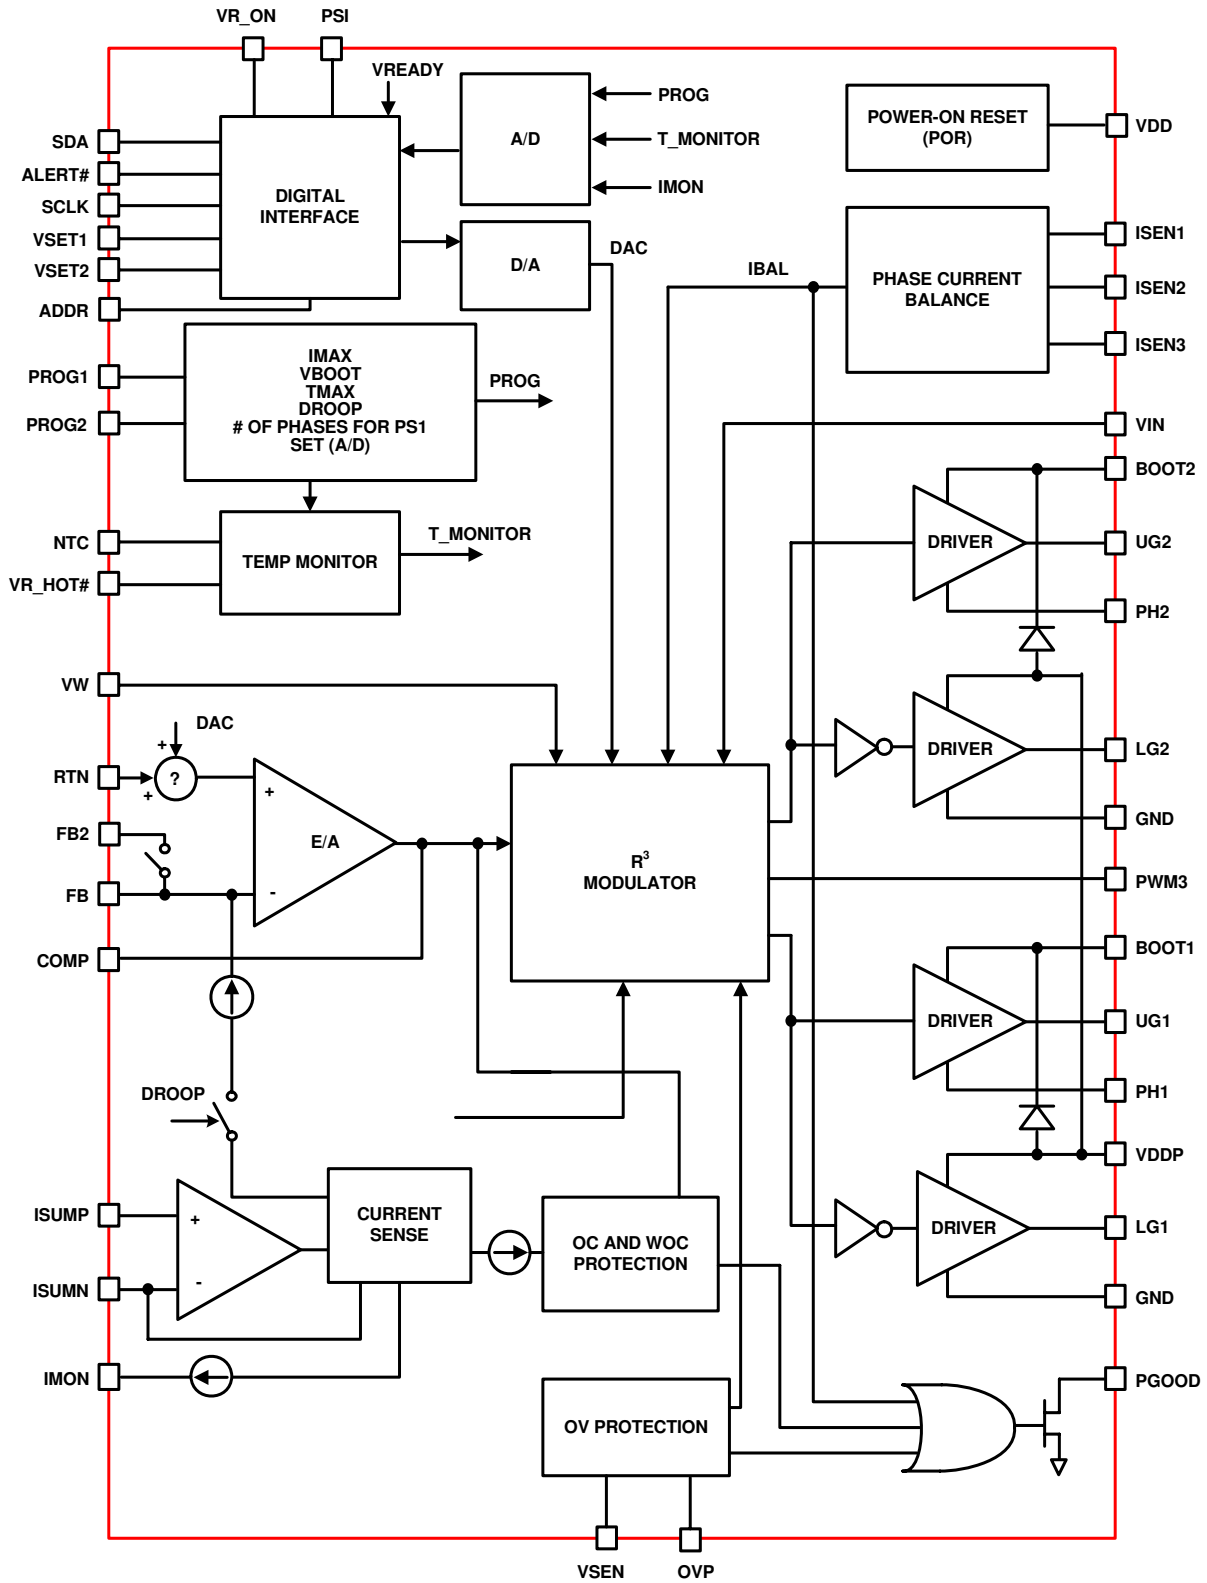 VR_ON
PSI
VREADY
SDA
ALERT#
SCLK
VSET1
VSET2
ADDR
DIGITAL
INTERFACE
A/D
PROG
T_MONITOR
IMON
D/A
DAC
POWER-ON RESET
(POR)
VDD
IBAL
PHASE CURRENT
BALANCE
ISEN1
ISEN2
ISEN3
PROG1
PROG2
IMAX
VBOOT
TMAX
DROOP
# OF PHASES FOR PS1
SET (A/D)
PROG
VIN
BOOT2
NTC
VR_HOT#
TEMP MONITOR
T_MONITOR
DRIVER
UG2
PH2
VW
DAC
+
RTN
?
+
+
E/A
-
FB2
FB
COMP
R3
MODULATOR
DRIVER
LG2
GND
PWM3
BOOT1
DRIVER
UG1
PH1
VDDP
DROOP
ISUMP
+
ISUMN
-
CURRENT
SENSE
OC AND WOC
PROTECTION
DRIVER
LG1
GND
IMON
OV PROTECTION
PGOOD
VSEN
OVP